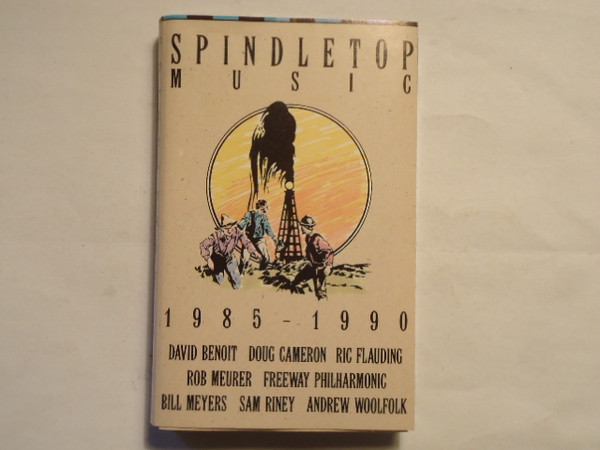 SPINDLETOP
MUSIC
1985-1990
DAVID BENOIT DOUG CAMERON RIC FLAUDING
ROB MEURER FREEWAY PHILHARMONIC
BILL MEYERS SAM RINEY ANDREW WOOLFOLK